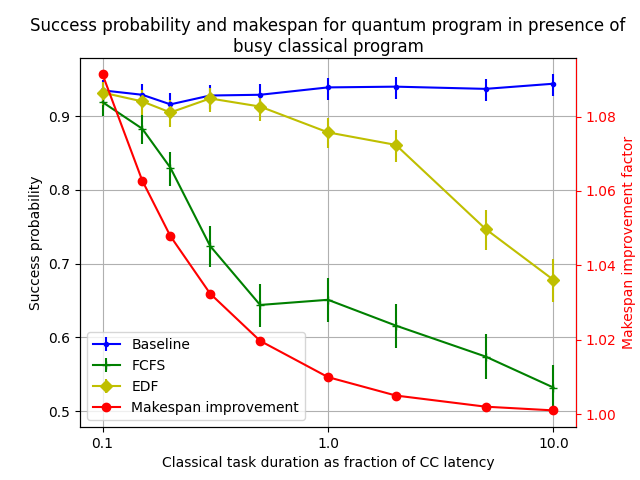 Success probability and makespan for quantum program in presence of
busy classical program
Success probability
0.9
0.8
0.7
0.6
0.5
1.08
1.06
1.04
1.02
1.00
Makespan improvement factor
Baseline
FCFS
EDF
Makespan improvement
0.1
1.0
10.0
Classical task duration as fraction of CC latency